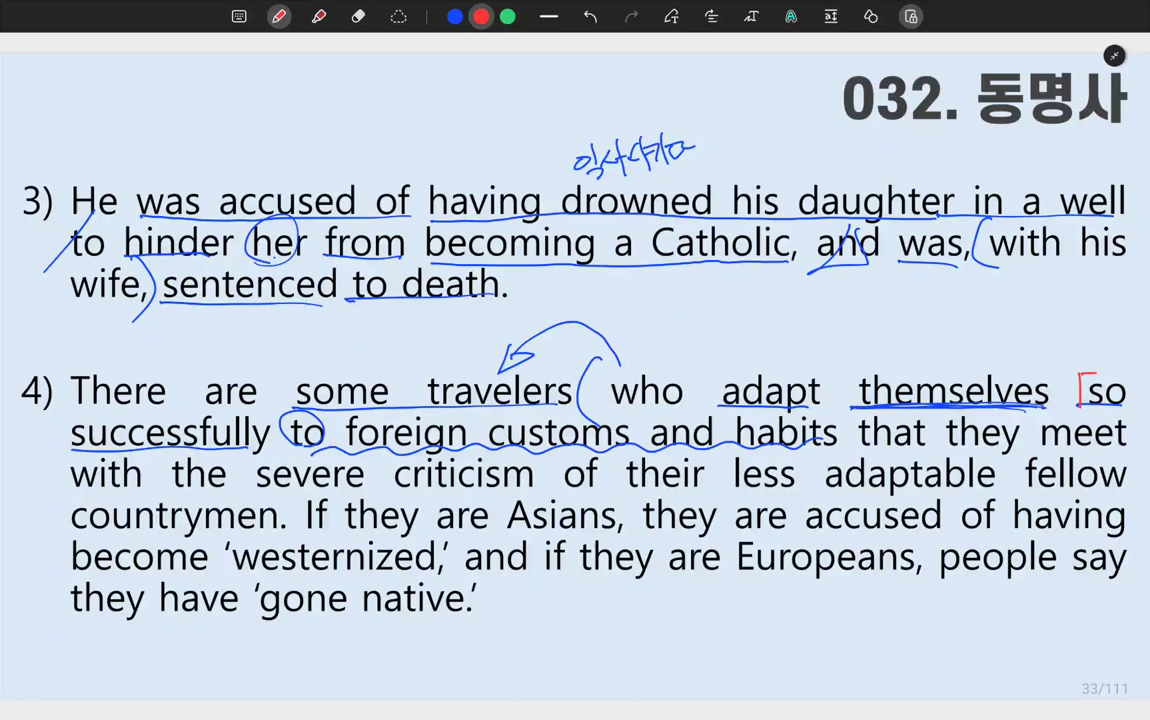 032. 동명사
익사시키다
3) He was accused of having drowned his daughter in a well
to hinder her from becoming a Catholic, and was, with his
wife, sentenced to death.
4) There are some travelers who adapt themselves so
successfully to foreign customs and habits that they meet
with the severe criticism of their less adaptable fellow
countrymen. If they are Asians, they are accused of having
become ‘westernized,’ and if they are Europeans, people say
they have ‘gone native.’
33/111